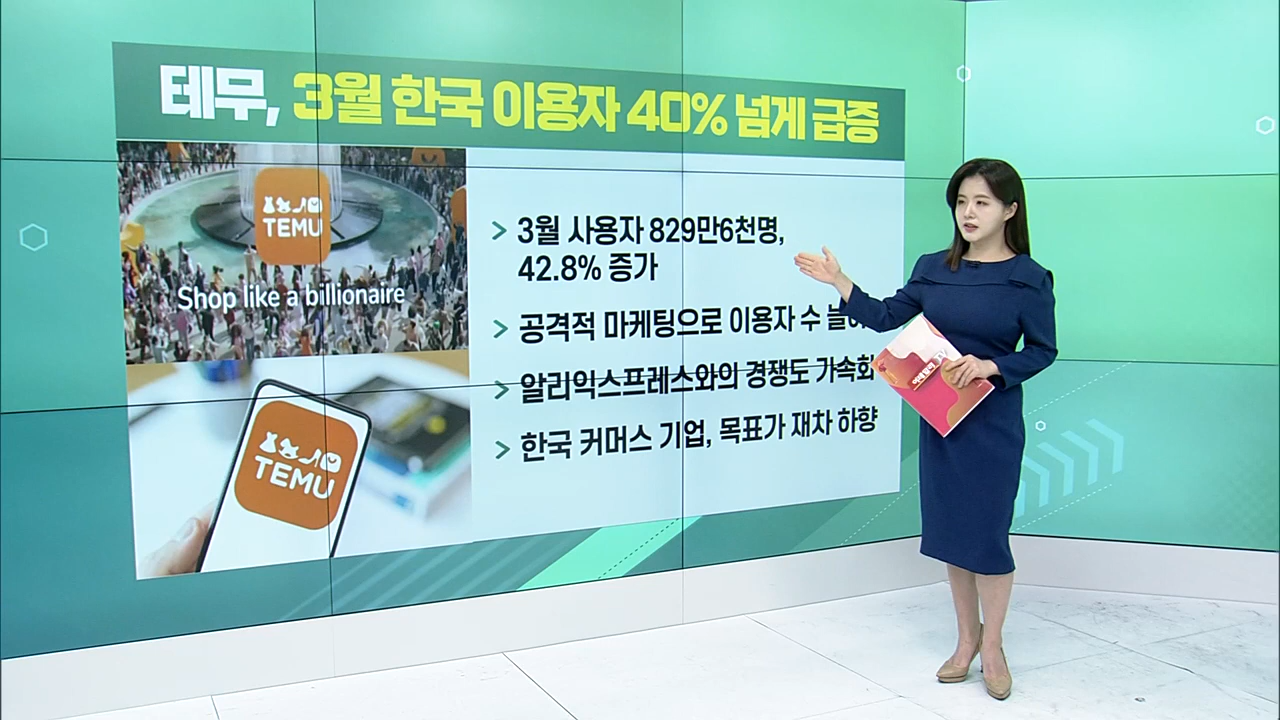 테무, 3월 한국 이용자 40% 넘게 급증
TEMU
Shop like a billionaire
TEMU
3월 사용자 829만6천명,
42.8% 증가
공격적 마케팅으로 이용자 수
알리익스프레스와의 경쟁도 가속화
한국 커머스 기업, 목표가 재차 하향